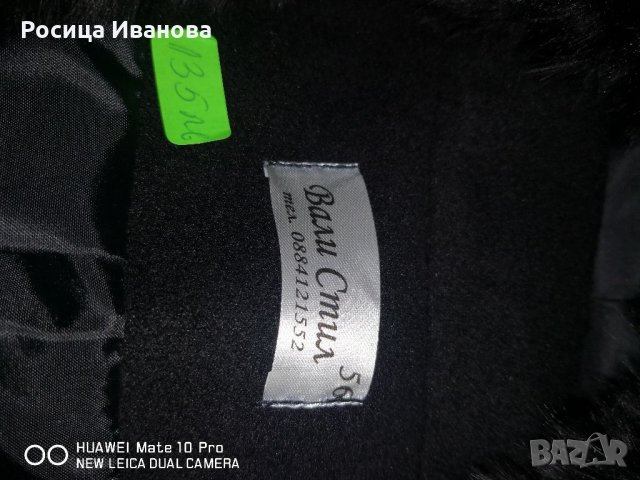 Росица Иванова
135лв
Вали Стил
тел. 0884121552
56
HUAWEI Mate 10 Pro
NEW LEICA DUAL CAMERA
BAZAR